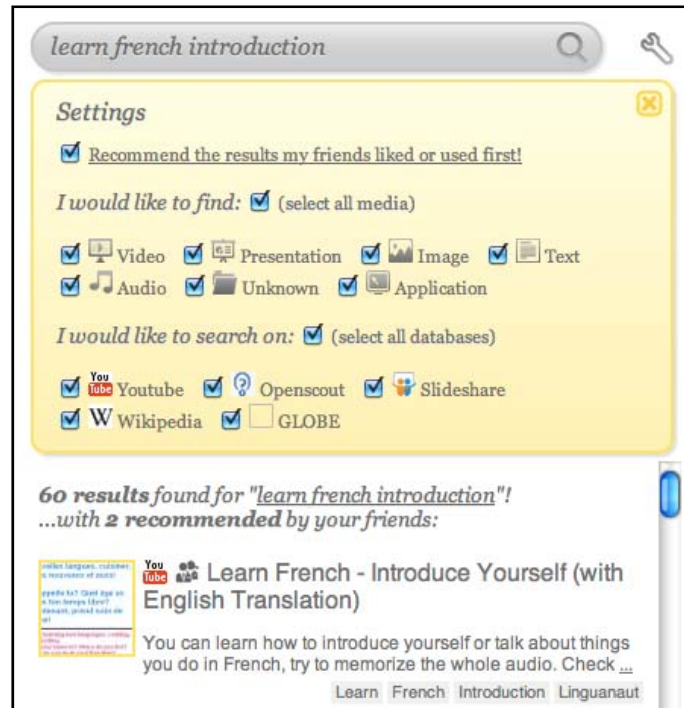 learn french introduction
Settings
Recommend the results my friends liked or used first!
I would like to find: (select all media)
Video Presentation Image Text
Audio Unknown Application
I would like to search on: (select all databases)
You Tube Youtube Openscout Slideshare
W Wikipedia GLOBE
60 results found for "learn french introduction"!
...with 2 recommended by your friends:
You Tube Learn French - Introduce Yourself (with
English Translation)
You can learn how to introduce yourself or talk about things
you do in French, try to memorize the whole audio. Check ...
Learn French Introduction Linguanaut